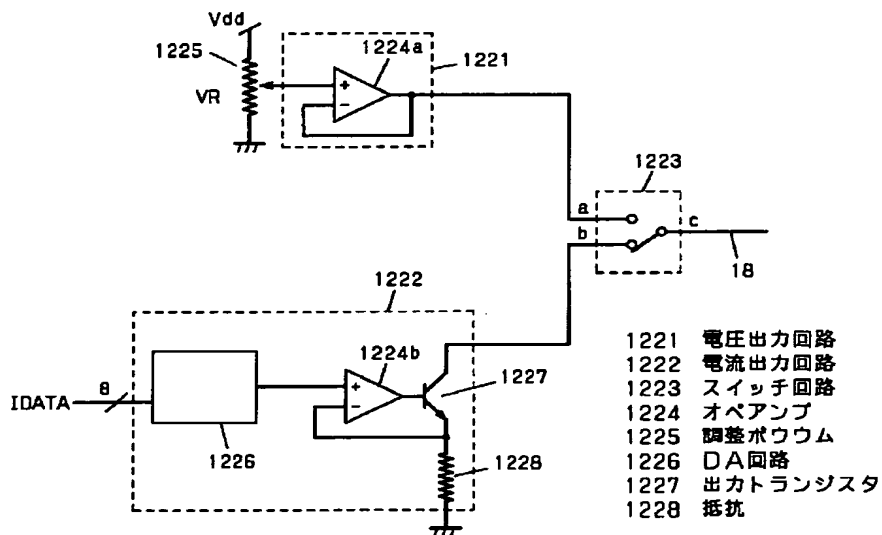 Vdd
1225
VR
1224a
1221
1223
a
b
c
18
1222
1224b
1227
IDATA
8
1226
1228
1221 電圧出力回路
1222 電流出力回路
1223 スイッチ回路
1224 オペアンプ
1225 調整ボウウム
1226 DA回路
1227 出力トランジスタ
1228 抵抗